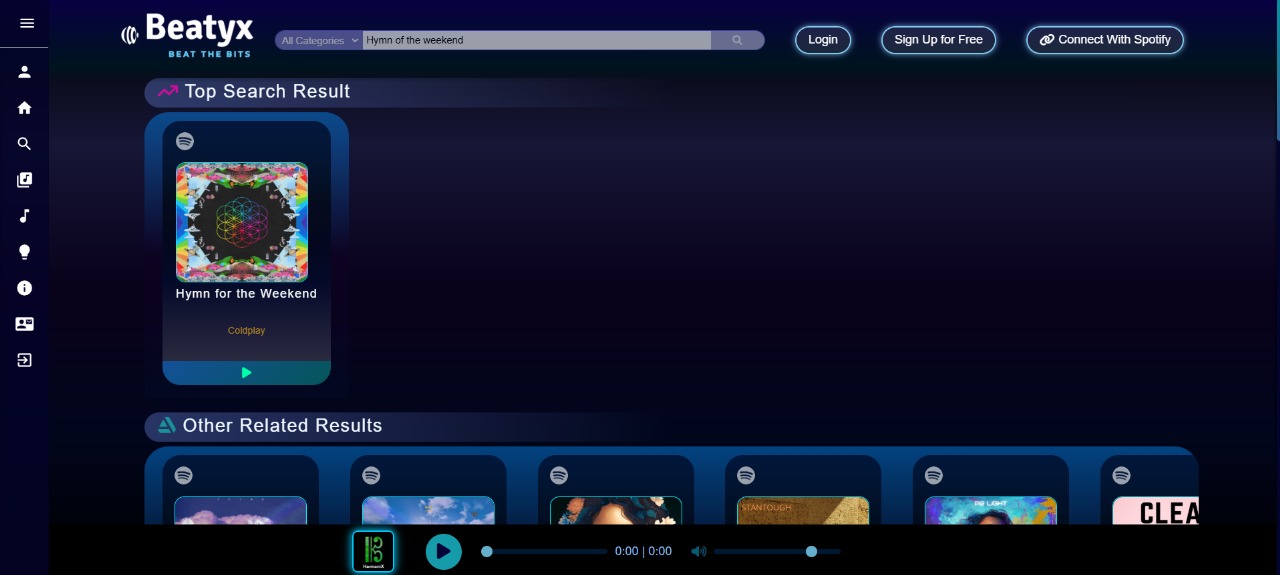 Beatyx
BEAT THE BITS
All Categories
Hymn of the weekend
Login
Sign Up for Free
Connect With Spotify
Top Search Result
Hymn for the Weekend
Coldplay
Other Related Results
STANTOUGH
CLEA
HarmoniX
0:00 | 0:00